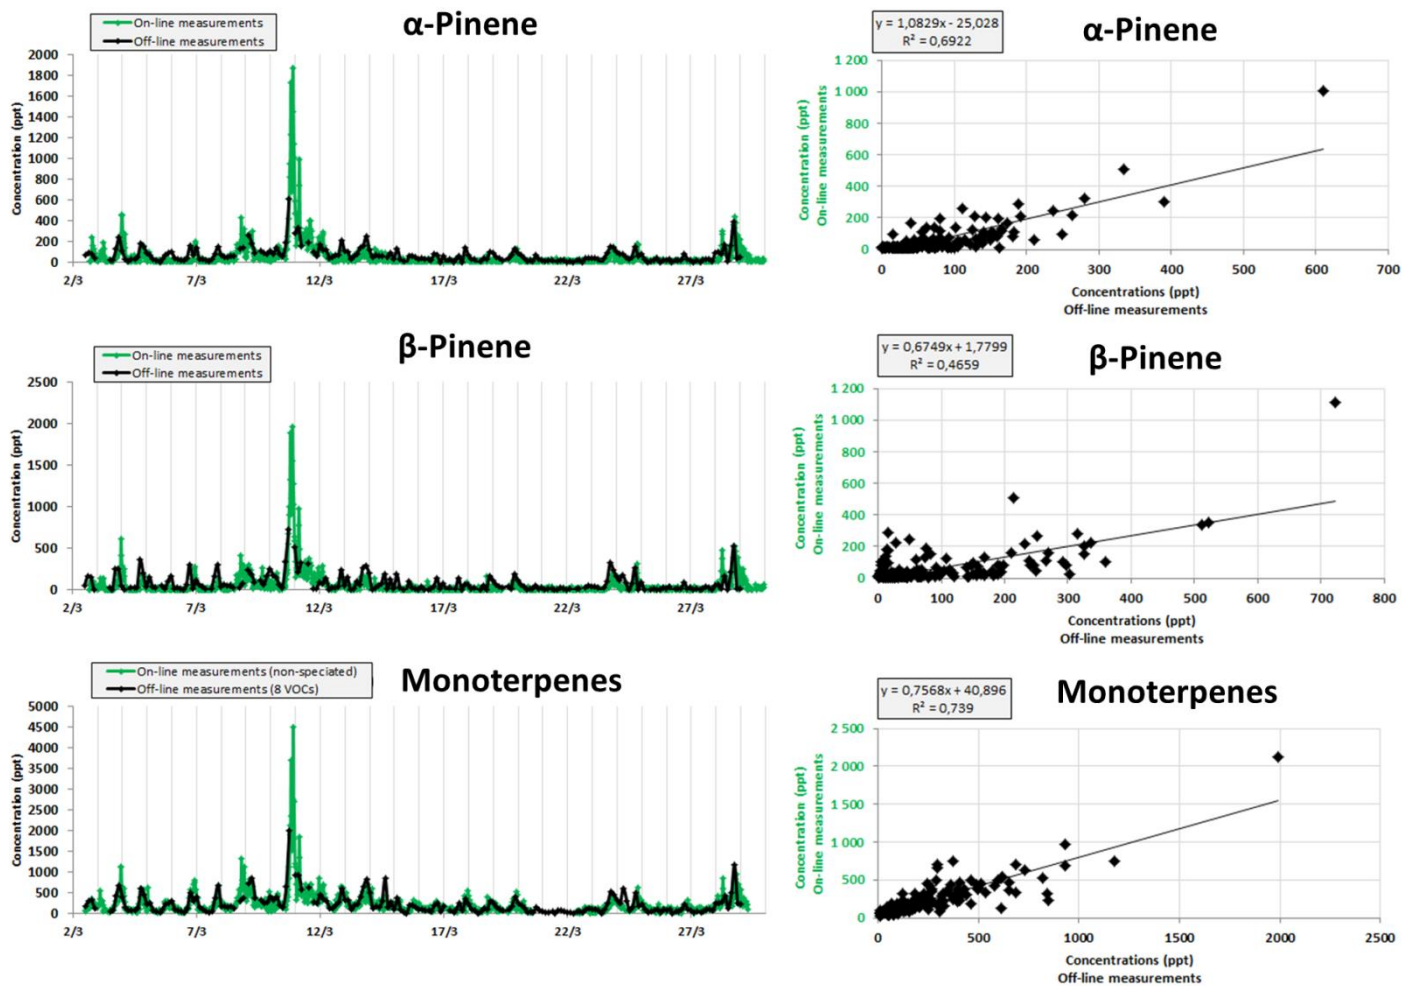 On-line measurements
Off-line measurements
α-Pinene
Concentration (ppt)
2000
1800
1600
1400
1200
1000
800
600
400
200
0
2/3
7/3
12/3
17/3
22/3
27/3
y = 1,0829x - 25,028
R² = 0,6922
α-Pinene
Concentration (ppt)
On-line measurements
1 200
1 000
800
600
400
200
0
0
100
200
300
400
500
600
700
Concentrations (ppt)
Off-line measurements
On-line measurements
Off-line measurements
β-Pinene
Concentration (ppt)
2500
2000
1500
1000
500
0
2/3
7/3
12/3
17/3
22/3
27/3
y = 0,6749x + 1,7799
R² = 0,4659
β-Pinene
Concentration (ppt)
On-line measurements
1 200
1 000
800
600
400
200
0
0
100
200
300
400
500
600
700
800
Concentrations (ppt)
Off-line measurements
On-line measurements (non-speciated)
Off-line measurements (8 VOCs)
Monoterpenes
Concentration (ppt)
5000
4500
4000
3500
3000
2500
2000
1500
1000
500
0
2/3
7/3
12/3
17/3
22/3
27/3
y = 0,7568x + 40,896
R² = 0,739
Monoterpenes
Concentration (ppt)
On-line measurements
2 500
2 000
1 500
1 000
500
0
0
500
1000
1500
2000
2500
Concentrations (ppt)
Off-line measurements